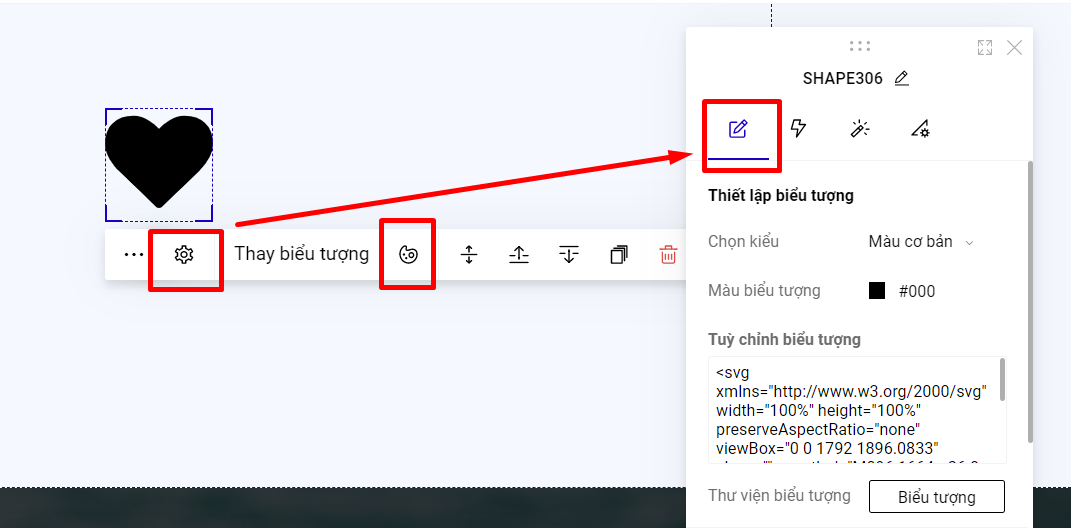 SHAPE306
Thay biểu tượng
Thiết lập biểu tượng
Chọn kiểu Màu cơ bản
Màu biểu tượng #000
Tuỳ chỉnh biểu tượng
<svg
xmlns="http://www.w3.org/2000/svg"
width="100%" height="100%"
preserveAspectRatio="none"
viewBox="0 0 1792 1896.0833"
Thư viện biểu tượng Biểu tượng